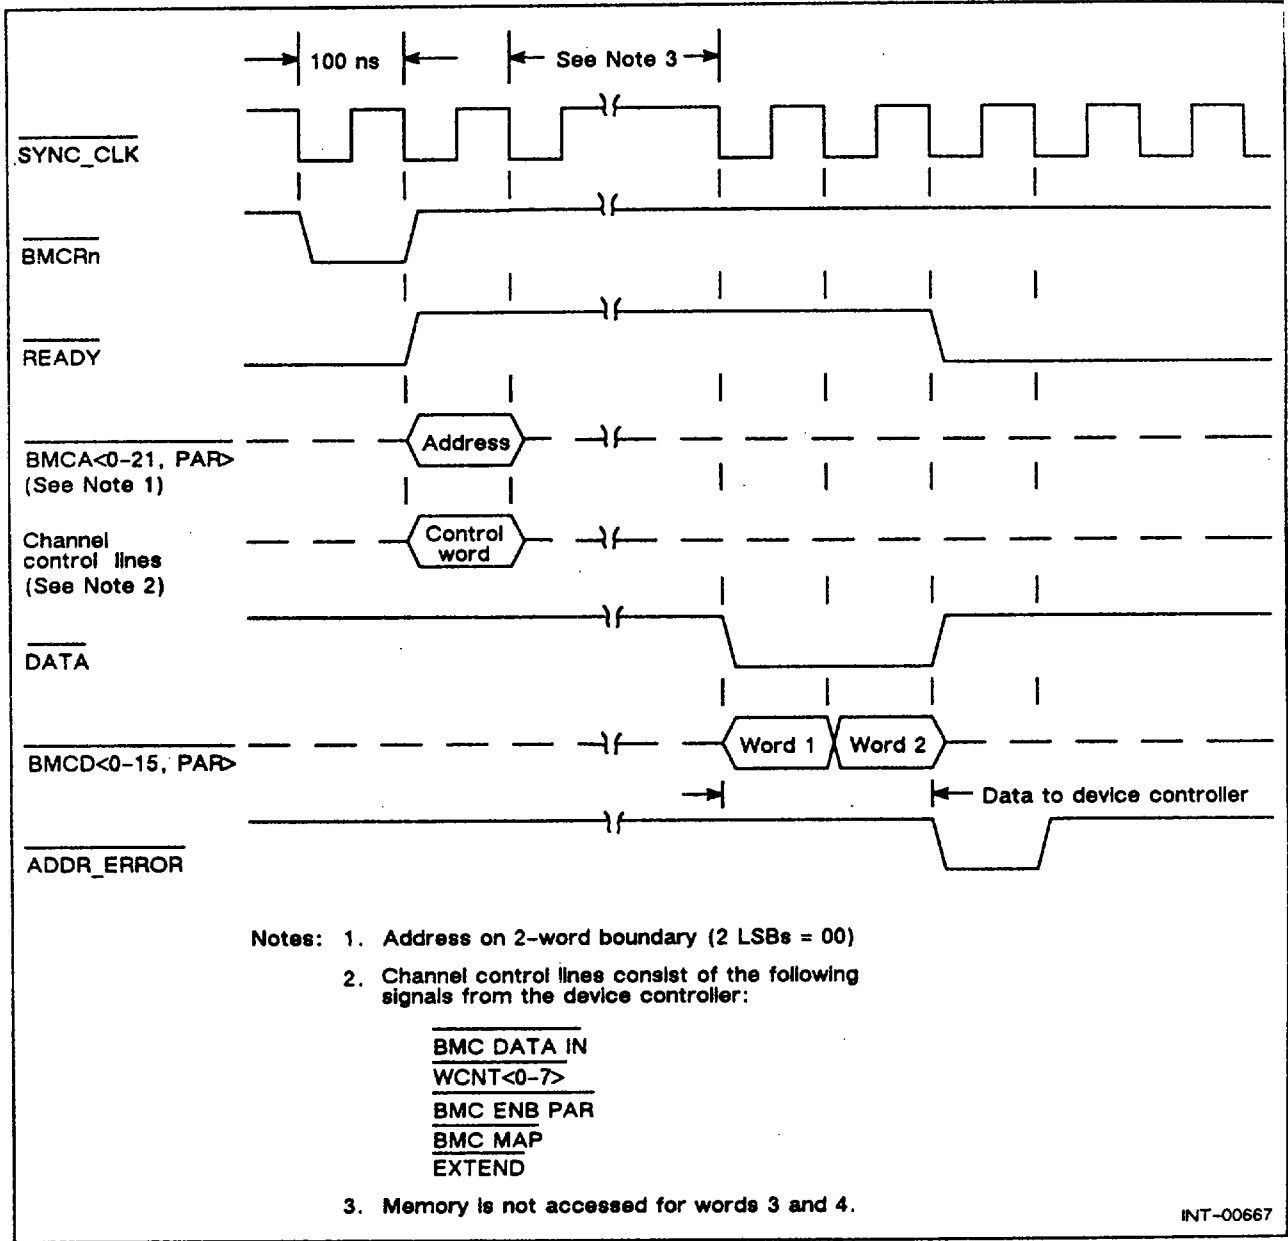 100 ns
See Note 3
SYNC_CLK
BMCRn
READY
BMCA<0-21, PAR>
(See Note 1)
Address
Channel
control lines
(See Note 2)
Control
word
DATA
BMCD<0-15, PAR>
Word 1
Word 2
Data to device controller
ADDR_ERROR
Notes: 1. Address on 2-word boundary (2 LSBs = 00)
2. Channel control lines consist of the following
signals from the device controller:
BMC DATA IN
WCNT<0-7>
BMC ENB PAR
BMC MAP
EXTEND
3. Memory is not accessed for words 3 and 4.
INT-00667